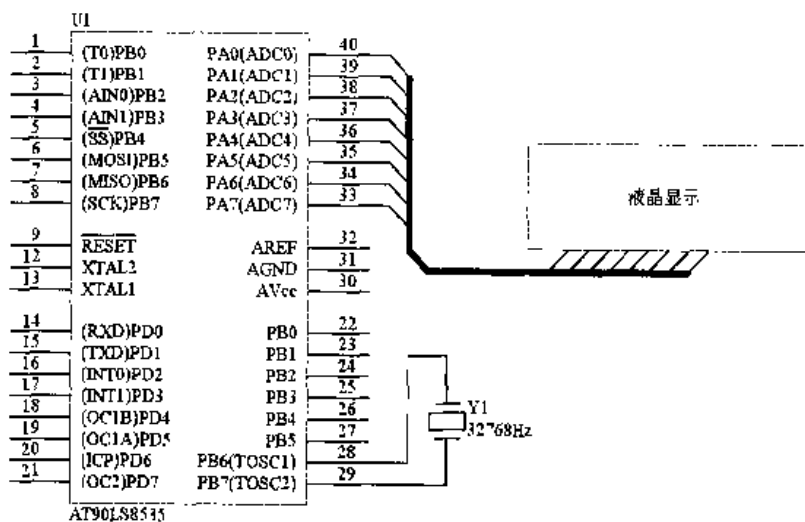 U1
1 (T0)PB0 PA0(ADC0) 40
2 (T1)PB1 PA1(ADC1) 39
3 (AIN0)PB2 PA2(ADC2) 38
4 (AIN1)PB3 PA3(ADC3) 37
5 (SS)PB4 PA4(ADC4) 36
6 (MOSI)PB5 PA5(ADC5) 35
7 (MISO)PB6 PA6(ADC6) 34
8 (SCK)PB7 PA7(ADC7) 33
液晶显示
9 RESET AREF 32
12 XTAL2 AGND 31
13 XTAL1 AVcc 30
14 (RXD)PD0 PB0 22
15 (TXD)PD1 PB1 23
16 (INT0)PD2 PB2 24
17 (INT1)PD3 PB3 25
18 (OC1B)PD4 PB4 26
19 (OC1A)PD5 PB5 27
20 (ICP)PD6 PB6(TOSC1) 28
21 (OC2)PD7 PB7(TOSC2) 29
Y1
32768Hz
AT90LS8535